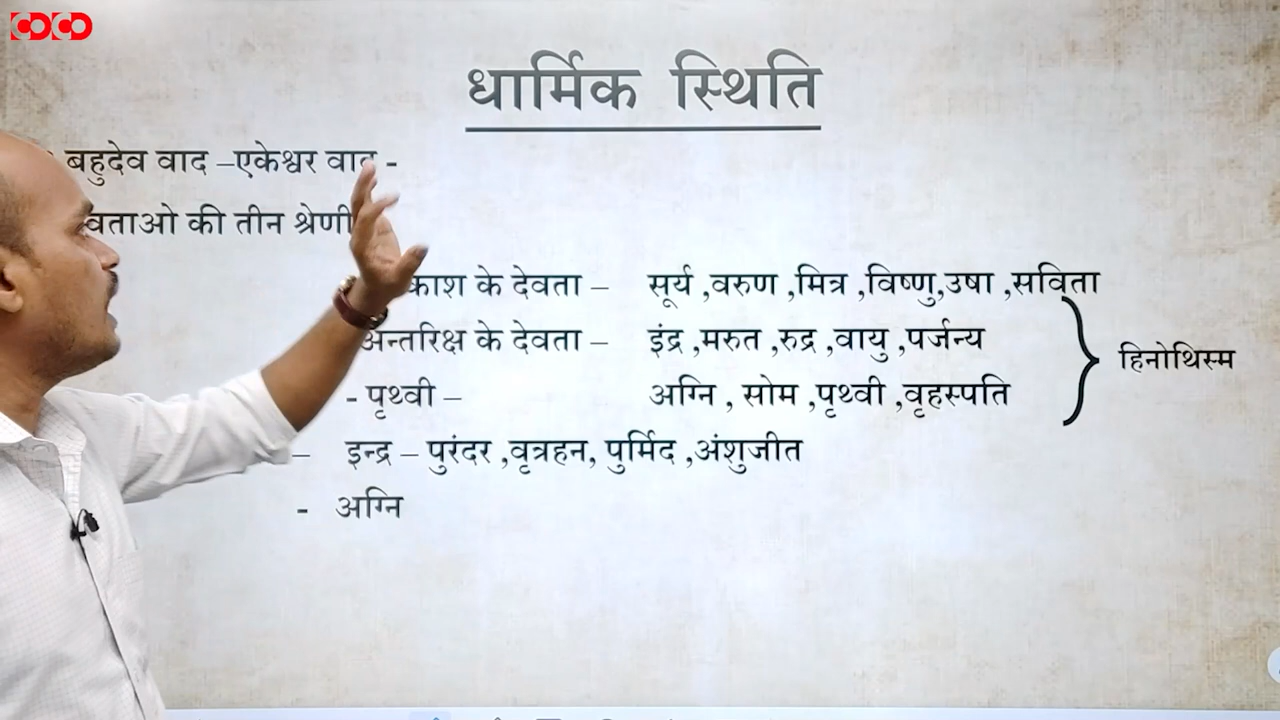 COCO
धार्मिक स्थिति
बहुदेव वाद –एकेश्वर वाद -
की तीन श्रेणी
के देवता – सूर्य ,वरुण ,मित्र ,विष्णु,उषा ,सविता
अन्तरिक्ष के देवता – इंद्र ,मरुत ,रुद्र ,वायु ,पर्जन्य
हिनोथिस्म
- पृथ्वी – अग्नि , सोम ,पृथ्वी ,वृहस्पति
– इन्द्र – पुरंदर ,वृत्रहन, पुर्मिद ,अंशुजीत
- अग्नि